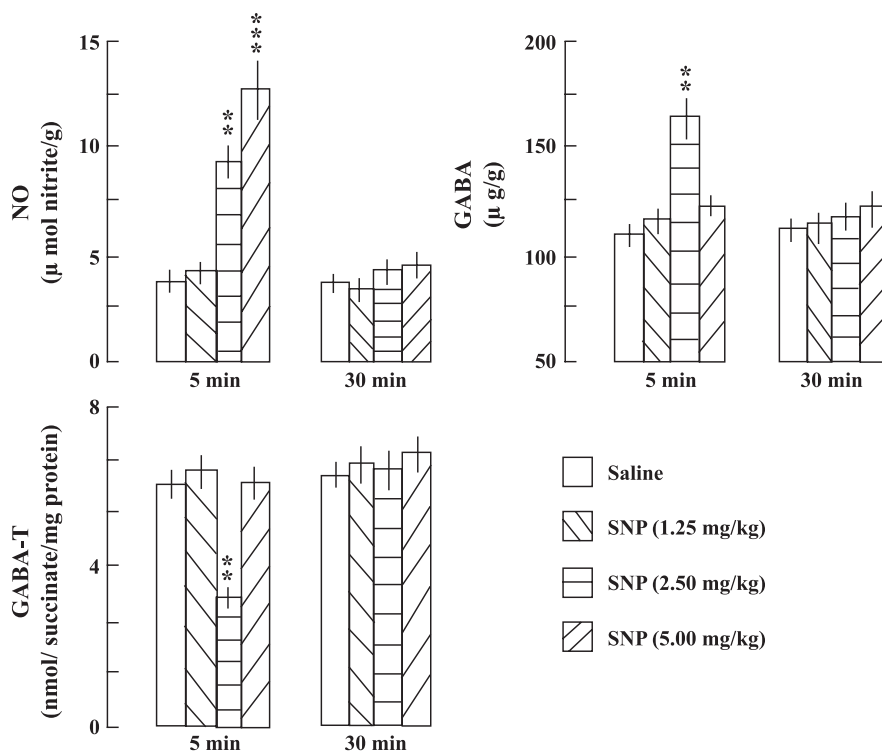 15
10
5
0
NO
(μ mol nitrite/g)
***
**
5 min
30 min
200
150
100
50
GABA
(μ g/g)
**
5 min
30 min
8
4
0
GABA-T
(nmol/ succinate/mg protein)
**
5 min
30 min
Saline
SNP (1.25 mg/kg)
SNP (2.50 mg/kg)
SNP (5.00 mg/kg)